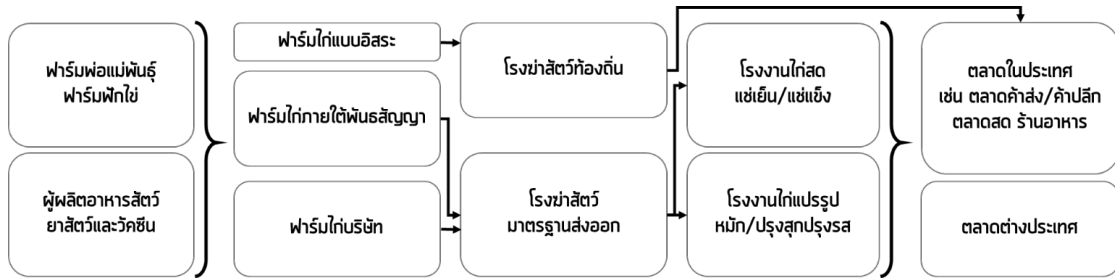 ฟาร์มพ่อแม่พันธุ์
ฟาร์มฟักไข่
ผู้ผลิตอาหารสัตว์
ยาสัตว์และวัคซีน
ฟาร์มไก่แบบอิสระ
ฟาร์มไก่ภายใต้พันธสัญญา
ฟาร์มไก่บริษัท
โรงฆ่าสัตว์ท้องถิ่น
โรงฆ่าสัตว์
มาตรฐานส่งออก
โรงงานไก่สด
แช่เย็น/แช่แข็ง
โรงงานไก่แปรรูป
หมัก/ปรุงสุกปรุงรส
ตลาดในประเทศ
เช่น ตลาดค้าส่ง/ค้าปลีก
ตลาดสด ร้านอาหาร
ตลาดต่างประเทศ